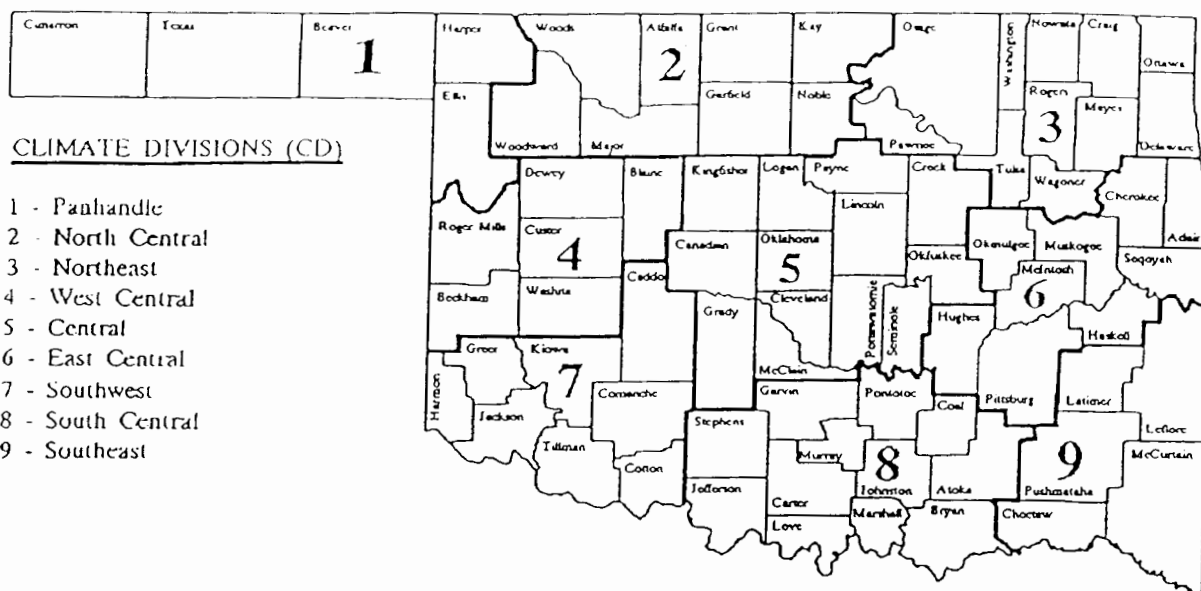 Cimarron Texas Beaver Harper Woods Alfalfa Grant Kay Osage Washington Nowata Craig
Ottawa
1 2
Ellis Garfield Noble Rogers Mayes
3
CLIMATE DIVISIONS (CD)
Woodward Major Pawnee Delaware
Dewey Blaine Kingfisher Logan Payne Creek Tulsa Wagoner
Cherokee
1 - Panhandle
Lincoln
2 - North Central
Roger Mills Custer Canadian Oklahoma Okmulgee Muskogee Adair
3 - Northeast
4 5 Okfuskee Sequoyah
McIntosh
4 - West Central
Beckham Washita Caddo Cleveland Pottawatomie Seminole 6
5 - Central
Grady Hughes Haskell
6 - East Central
Greer Kiowa
7 - Southwest
7 McClain
Harmon Jackson Comanche Garvin Pontotoc Coal Pittsburg Latimer
8 - South Central
Stephens Leflore
9 - Southeast
Tillman Murray McCurtain
Cotton 8 9
Jefferson Carter Johnston Atoka Pushmataha
Marshall Bryan Choctaw
Love